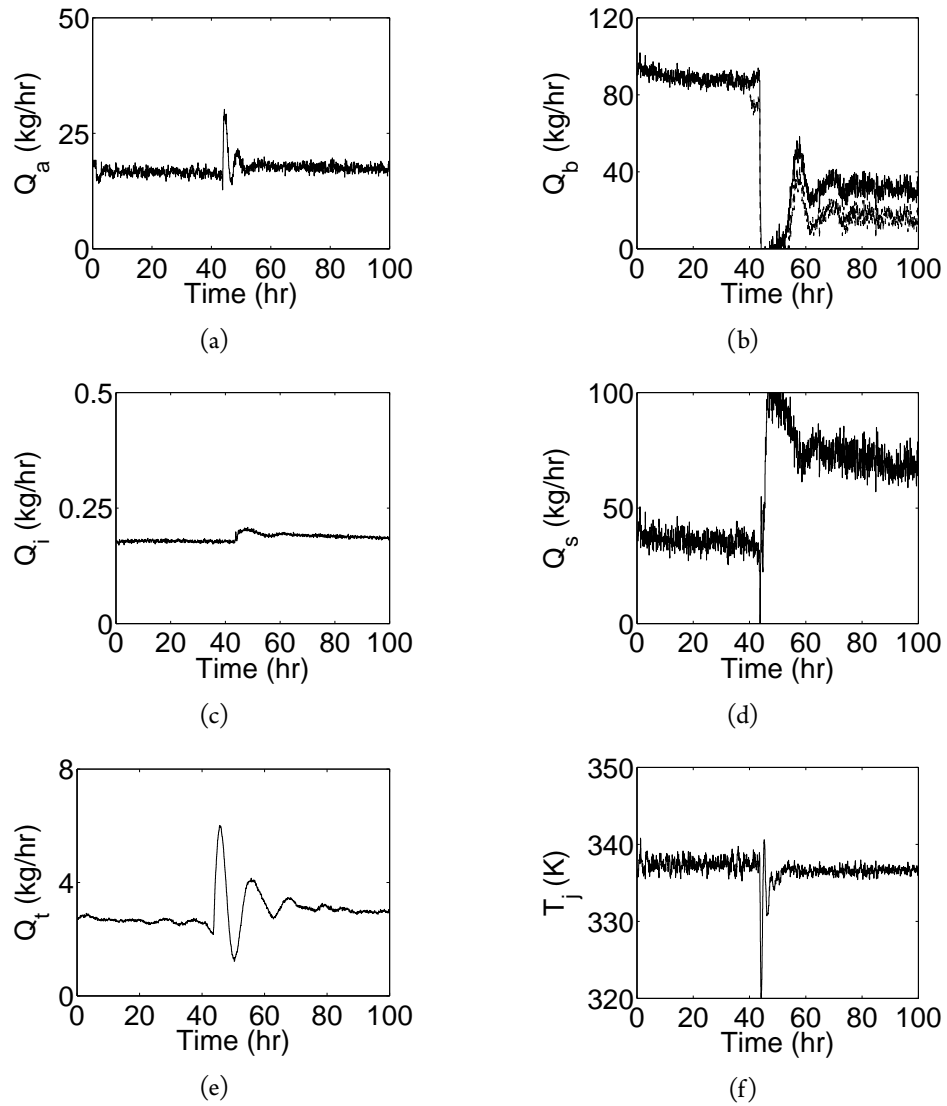 50
25
0
Q_a (kg/hr)
0 20 40 60 80 100
Time (hr)
(a)
120
80
40
0
Q_b (kg/hr)
0 20 40 60 80 100
Time (hr)
(b)
0.5
0.25
0
Q_i (kg/hr)
0 20 40 60 80 100
Time (hr)
(c)
100
50
0
Q_s (kg/hr)
0 20 40 60 80 100
Time (hr)
(d)
8
4
0
Q_t (kg/hr)
0 20 40 60 80 100
Time (hr)
(e)
350
340
330
320
T_j (K)
0 20 40 60 80 100
Time (hr)
(f)